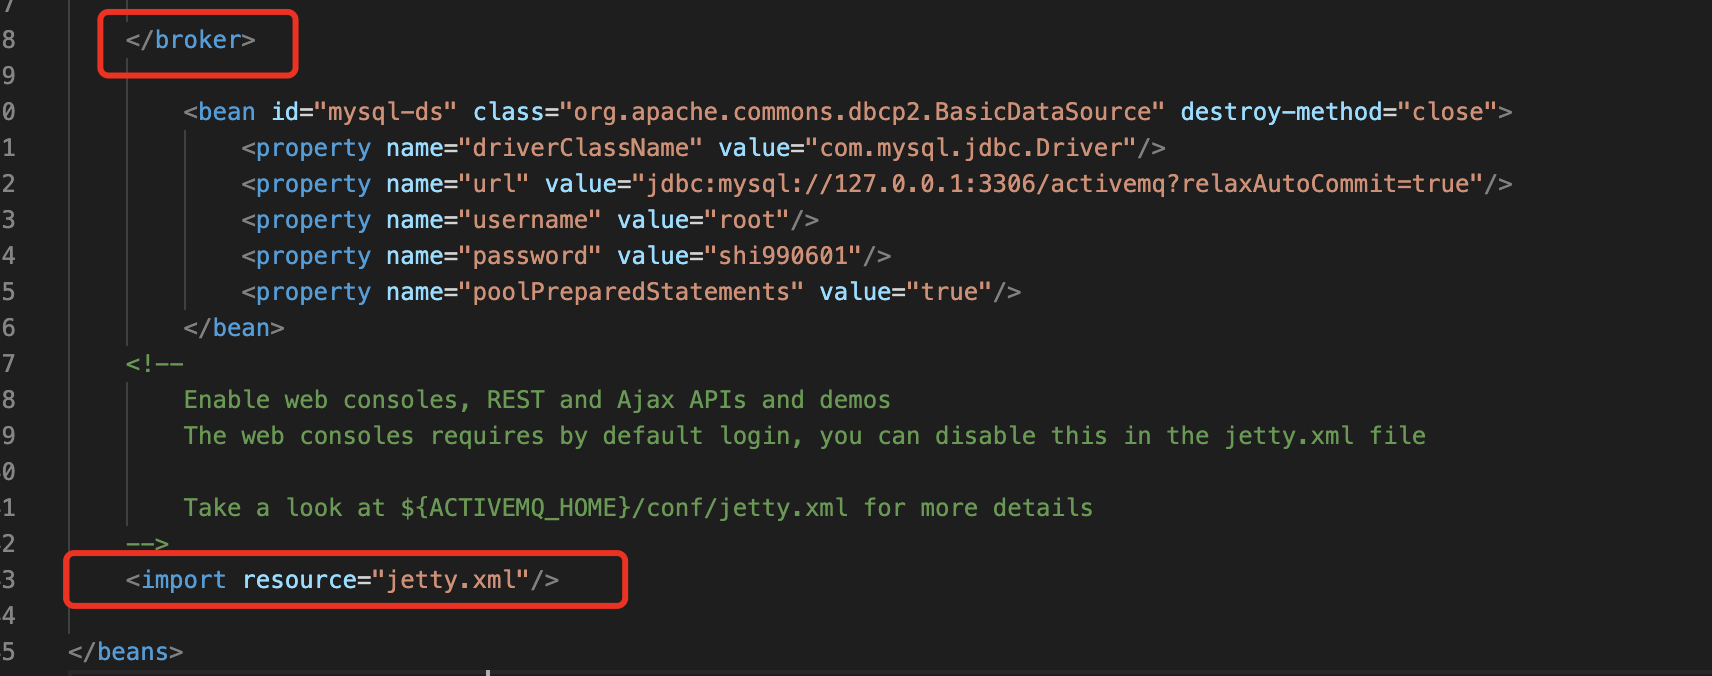 7
8 </broker>
9
0 <bean id="mysql-ds" class="org.apache.commons.dbcp2.BasicDataSource" destroy-method="close">
1 <property name="driverClassName" value="com.mysql.jdbc.Driver"/>
2 <property name="url" value="jdbc:mysql://127.0.0.1:3306/activemq?relaxAutoCommit=true"/>
3 <property name="username" value="root"/>
4 <property name="password" value="shi990601"/>
5 <property name="poolPreparedStatements" value="true"/>
6 </bean>
7 <!--
8 Enable web consoles, REST and Ajax APIs and demos
9 The web consoles requires by default login, you can disable this in the jetty.xml file
0
1 Take a look at ${ACTIVEMQ_HOME}/conf/jetty.xml for more details
2 -->
3 <import resource="jetty.xml"/>
4
5 </beans>